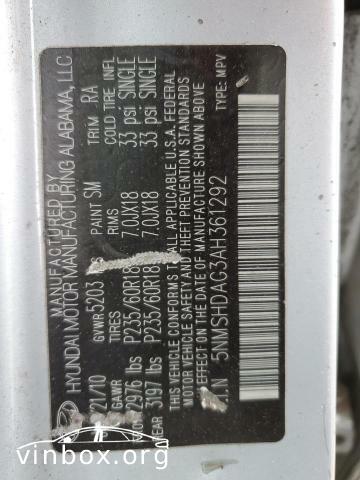 MANUFACTURED BY
HYUNDAI MOTOR MANUFACTURING ALABAMA, LLC
21/10 GVWR 5203 PAINT SM TRIM RA
GAWR TIRES RIMS COLD TIRE INFL
2976 lbs P235/60R18 7.0JX18 33 psi SINGLE
REAR 3197 lbs P235/60R18 7.0JX18 33 psi SINGLE
THIS VEHICLE CONFORMS TO ALL APPLICABLE U.S.A. FEDERAL
MOTOR VEHICLE SAFETY AND THEFT PREVENTION STANDARDS
IN EFFECT ON THE DATE OF MANUFACTURE SHOWN ABOVE
5NMSHDAG3AH361292 TYPE: MPV
vinbox.org